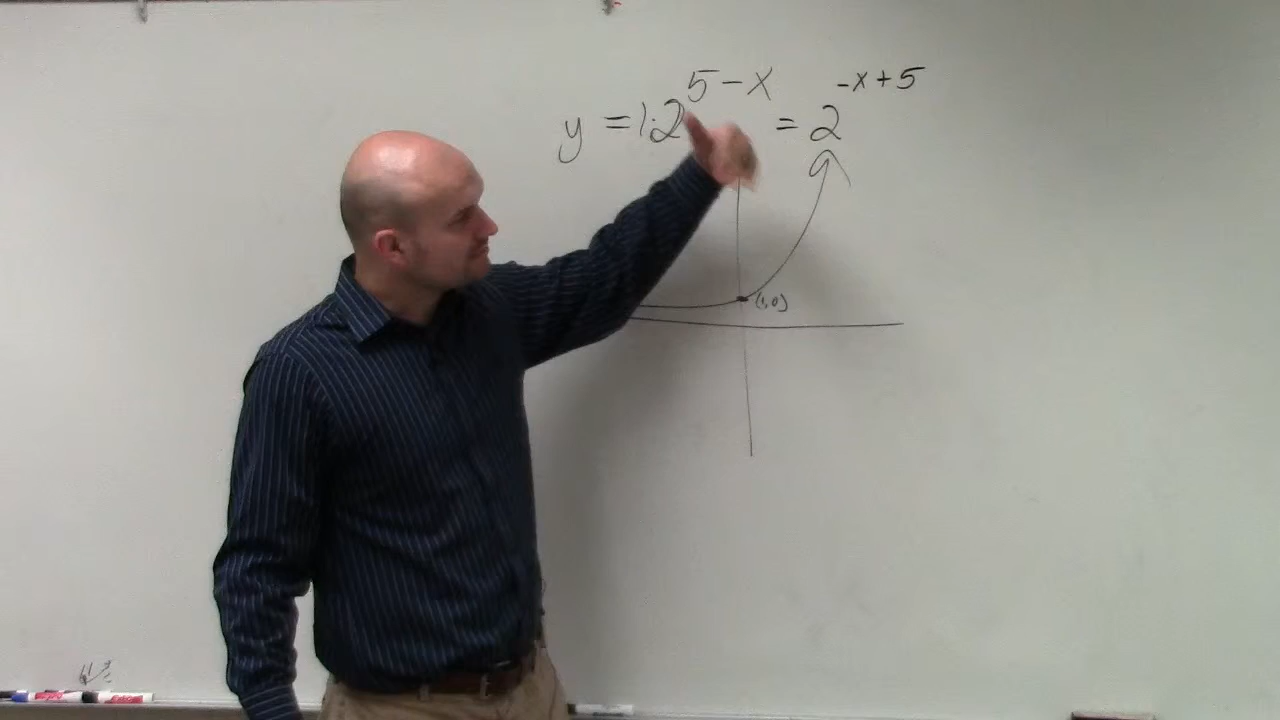 y = 1·2^{5-x} = 2^{-x+5}
(1,0)